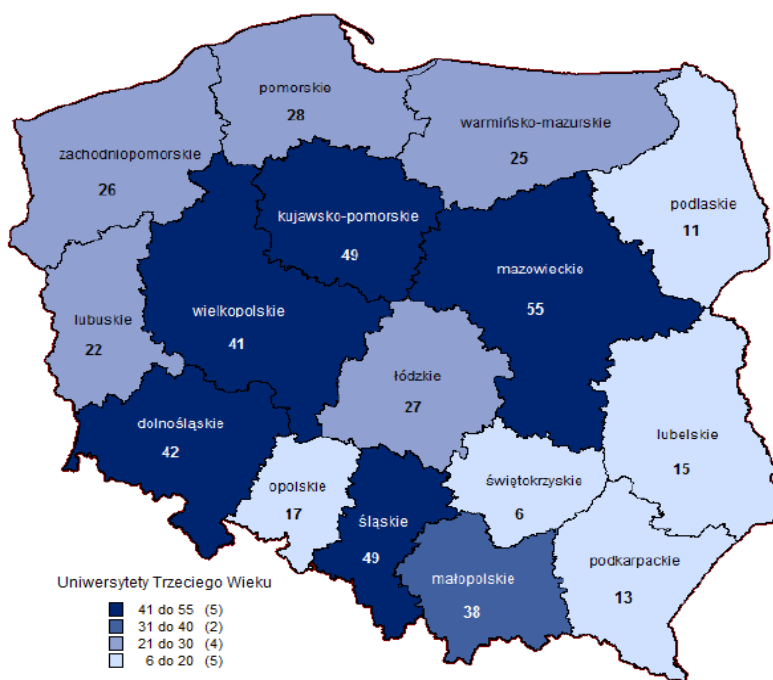 pomorskie
28
warmińsko-mazurskie
25
zachodniopomorskie
26
podlaskie
11
kujawsko-pomorskie
49
mazowieckie
55
wielkopolskie
41
lubuskie
22
łódzkie
27
dolnośląskie
42
lubelskie
15
opolskie
17
świętokrzyskie
6
śląskie
49
małopolskie
38
podkarpackie
13
Uniwersytety Trzeciego Wieku
41 do 55 (5)
31 do 40 (2)
21 do 30 (4)
6 do 20 (5)